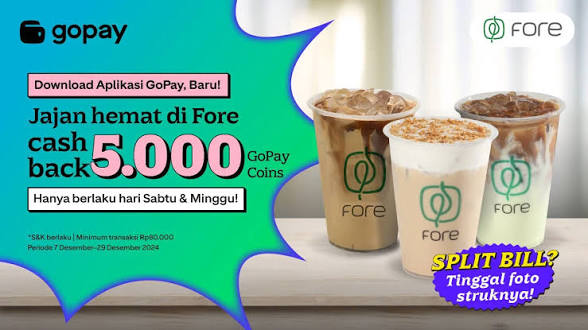 gopay
FORE
Download Aplikasi GoPay, Baru!
Jajan hemat di Fore
cash
back
5.000
GoPay
Coins
Hanya berlaku hari Sabtu & Minggu!
*S&K berlaku | Minimum transaksi Rp80.000
Periode 7 Desember–29 Desember 2024
FORE
FORE
FORE
SPLIT BILL?
Tinggal foto
struknya!